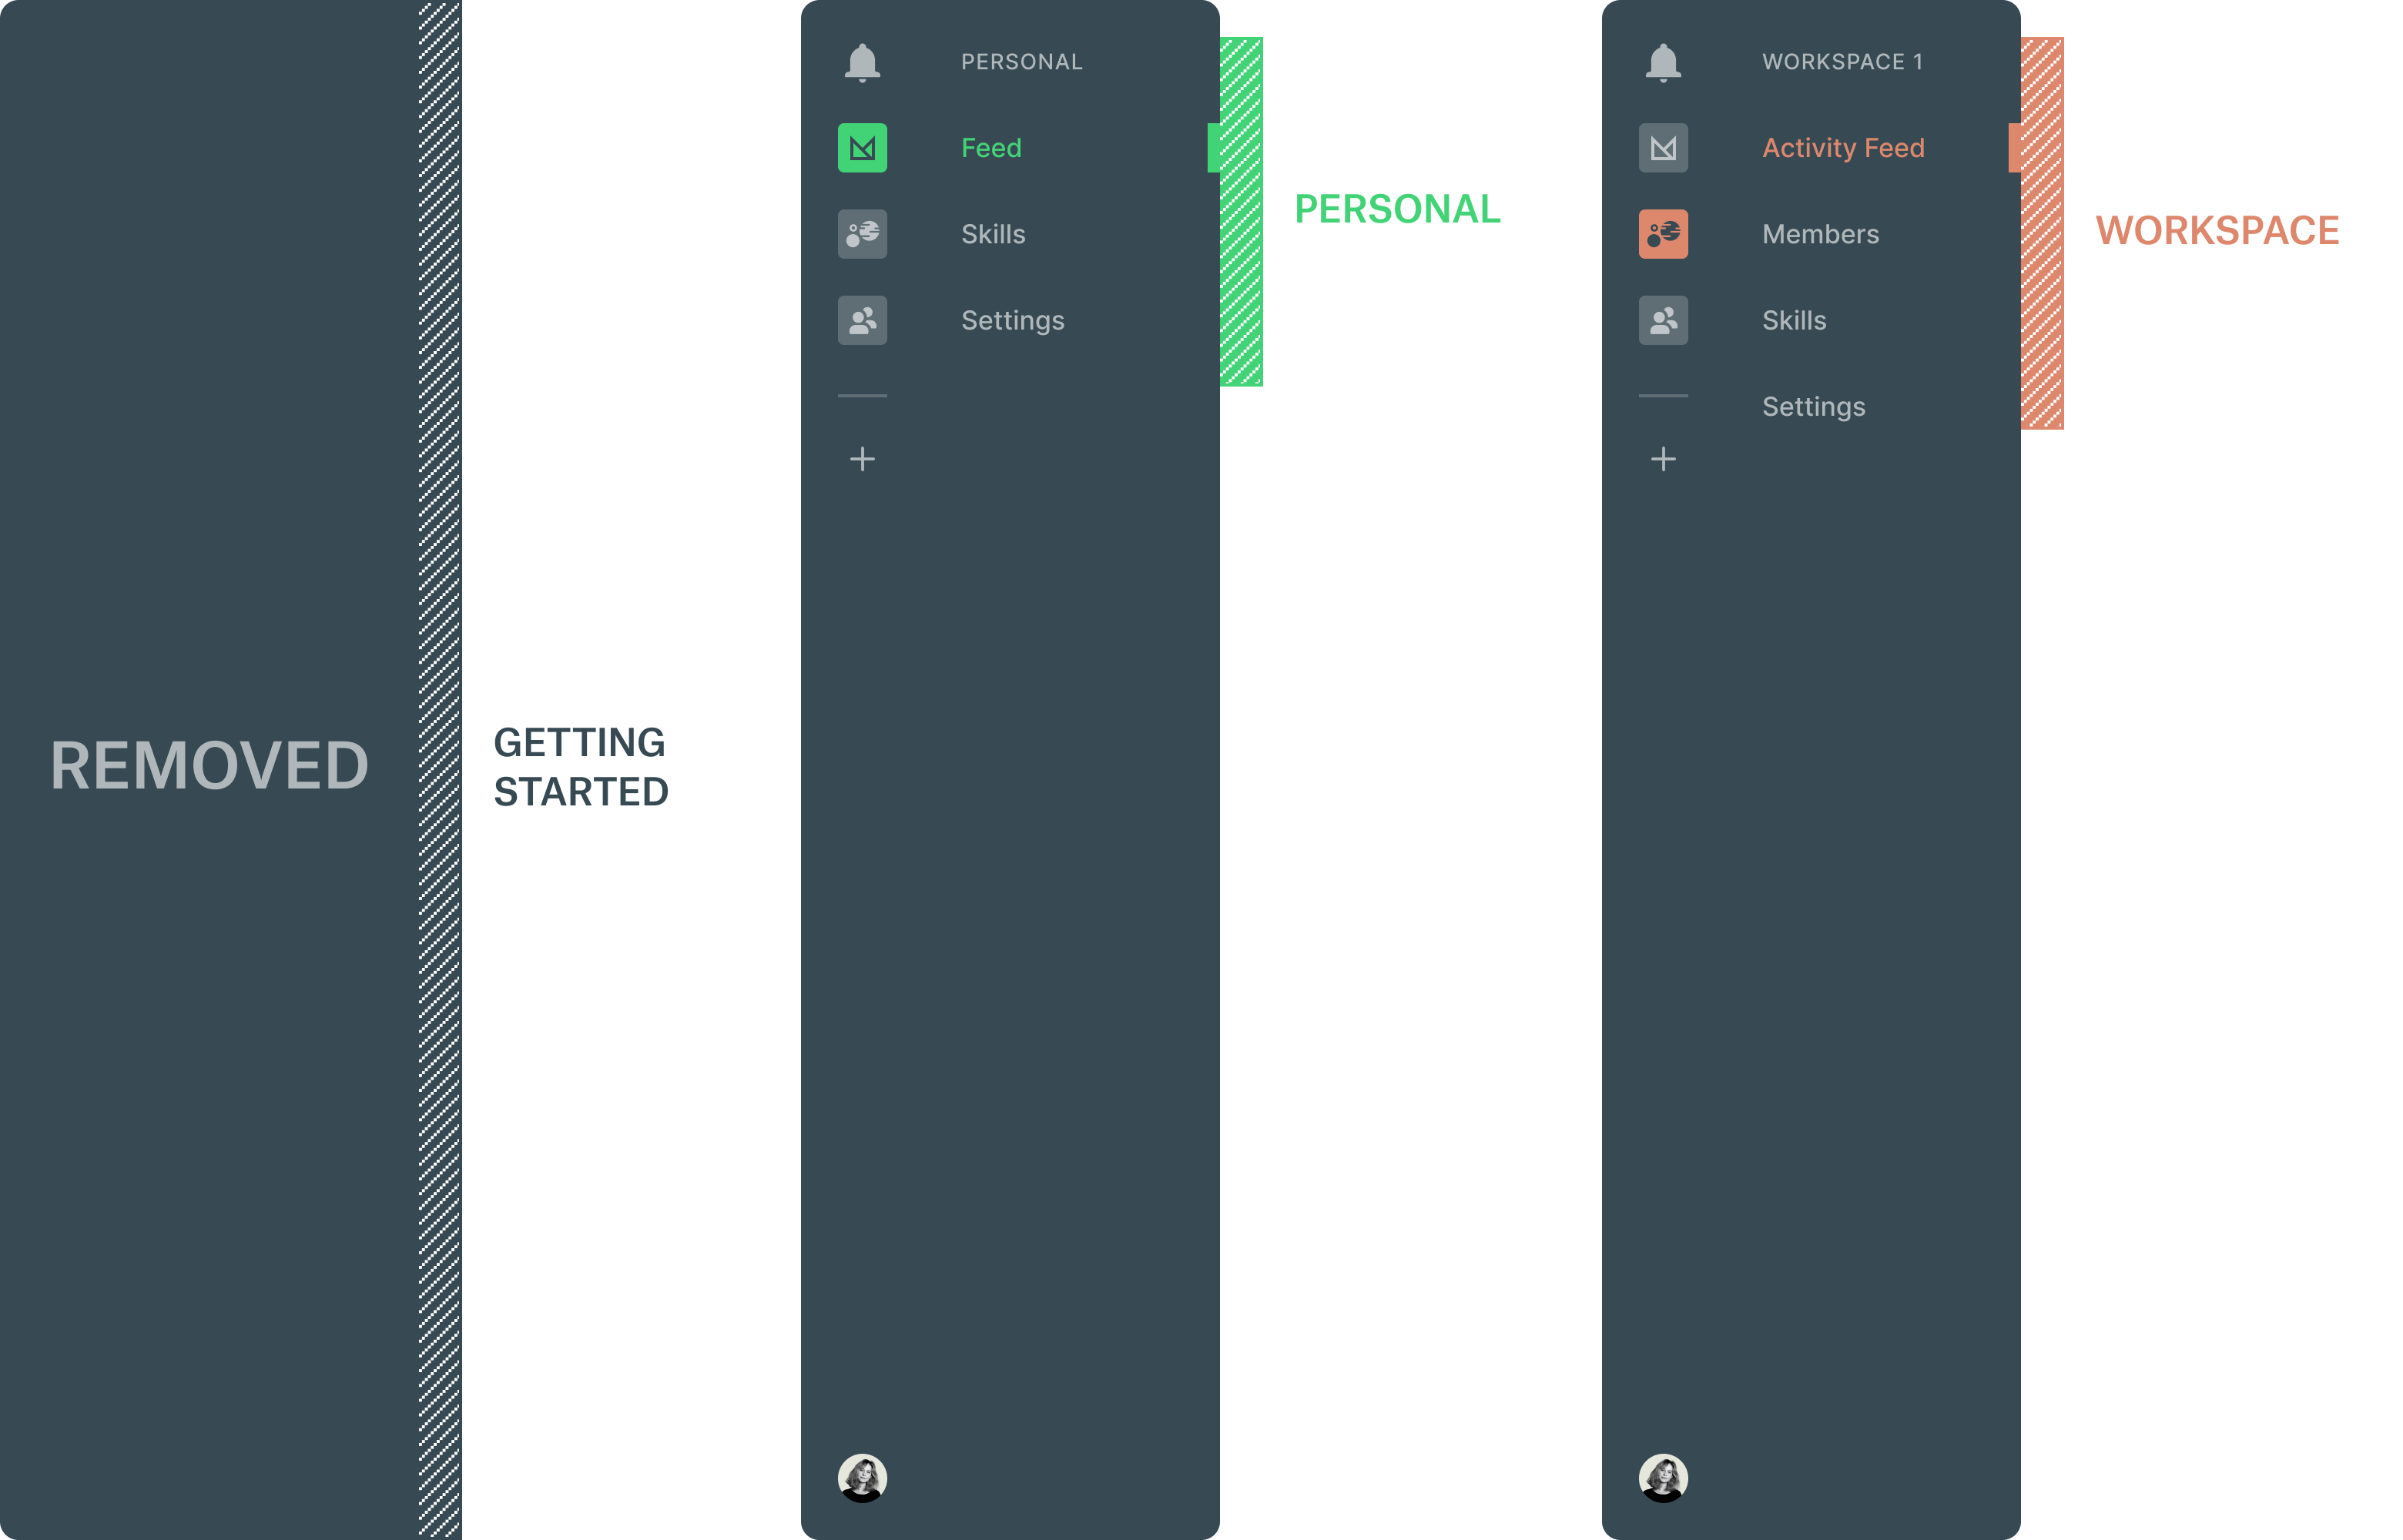 REMOVED
GETTING
STARTED
PERSONAL
Feed
Skills
Settings
PERSONAL
WORKSPACE 1
Activity Feed
Members
Skills
Settings
WORKSPACE